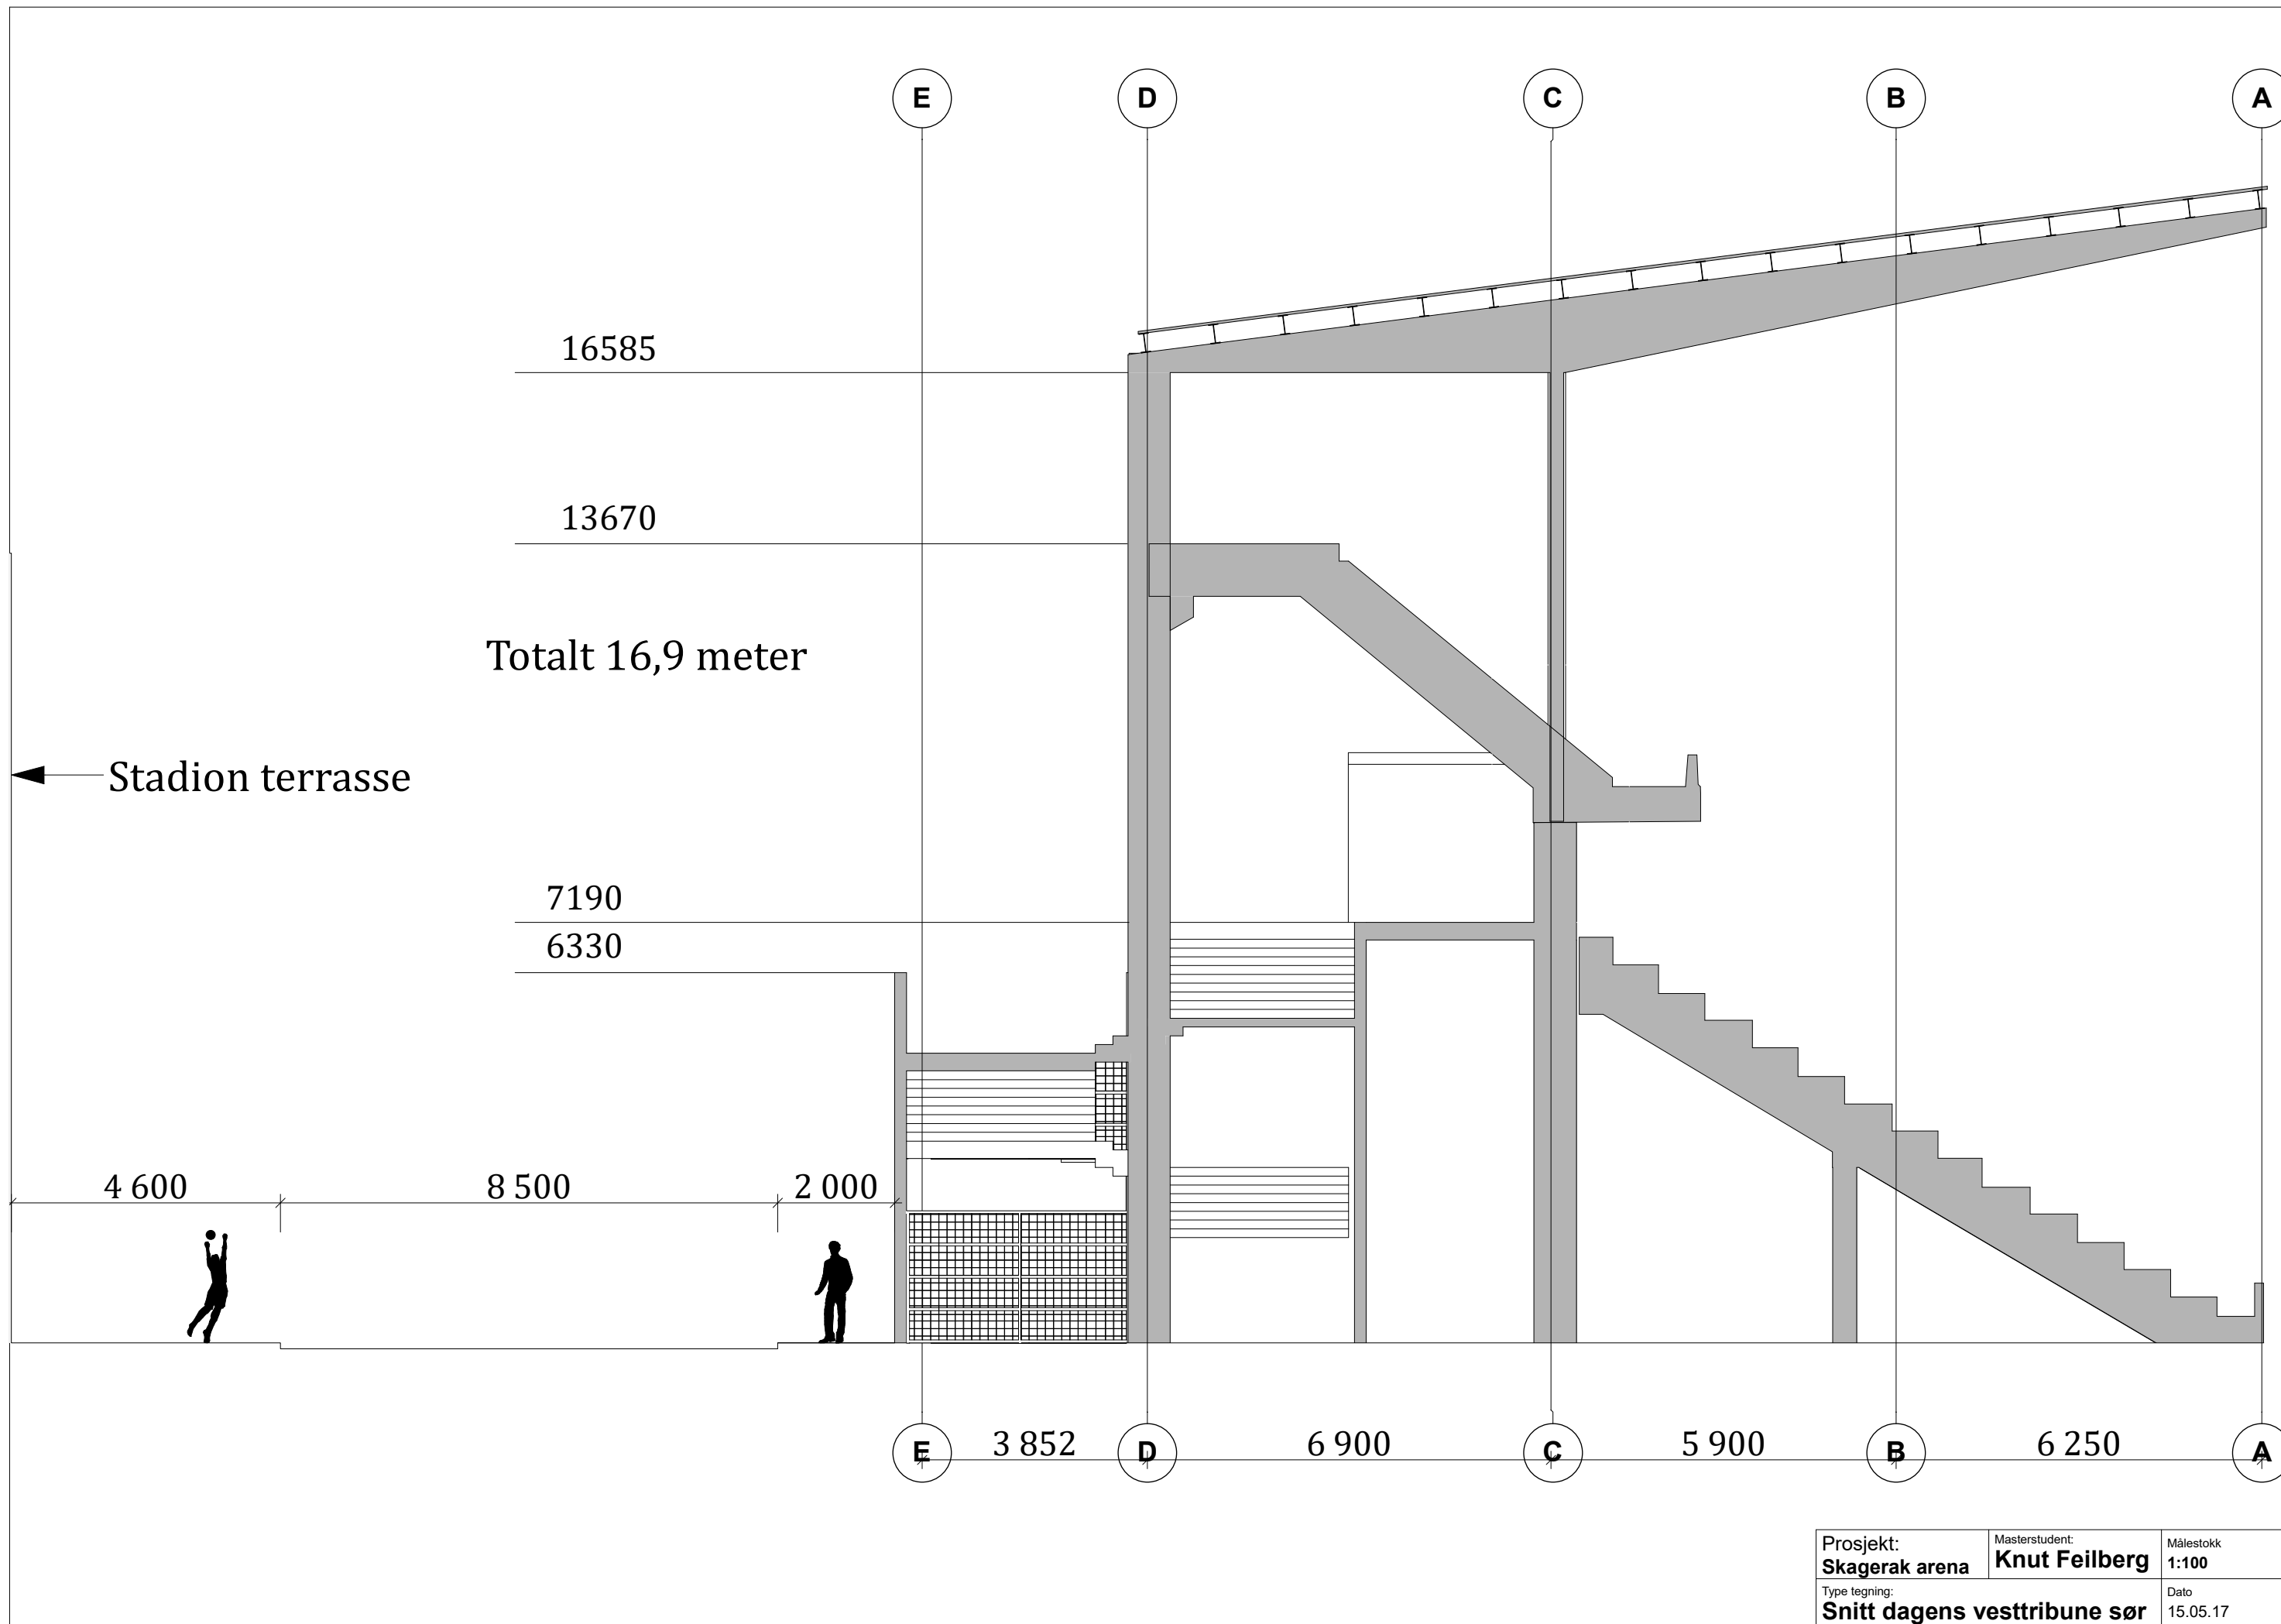 E D C B A
16585
13670
Totalt 16,9 meter
Stadion terrasse
7190
6330
4 600 8 500 2 000
E 3 852 D 6 900 C 5 900 B 6 250 A
Prosjekt:
Skagerak arena
Masterstudent:
Knut Feilberg
Målestokk
1:100
Type tegning:
Snitt dagens vesttribune sør
Dato
15.05.17